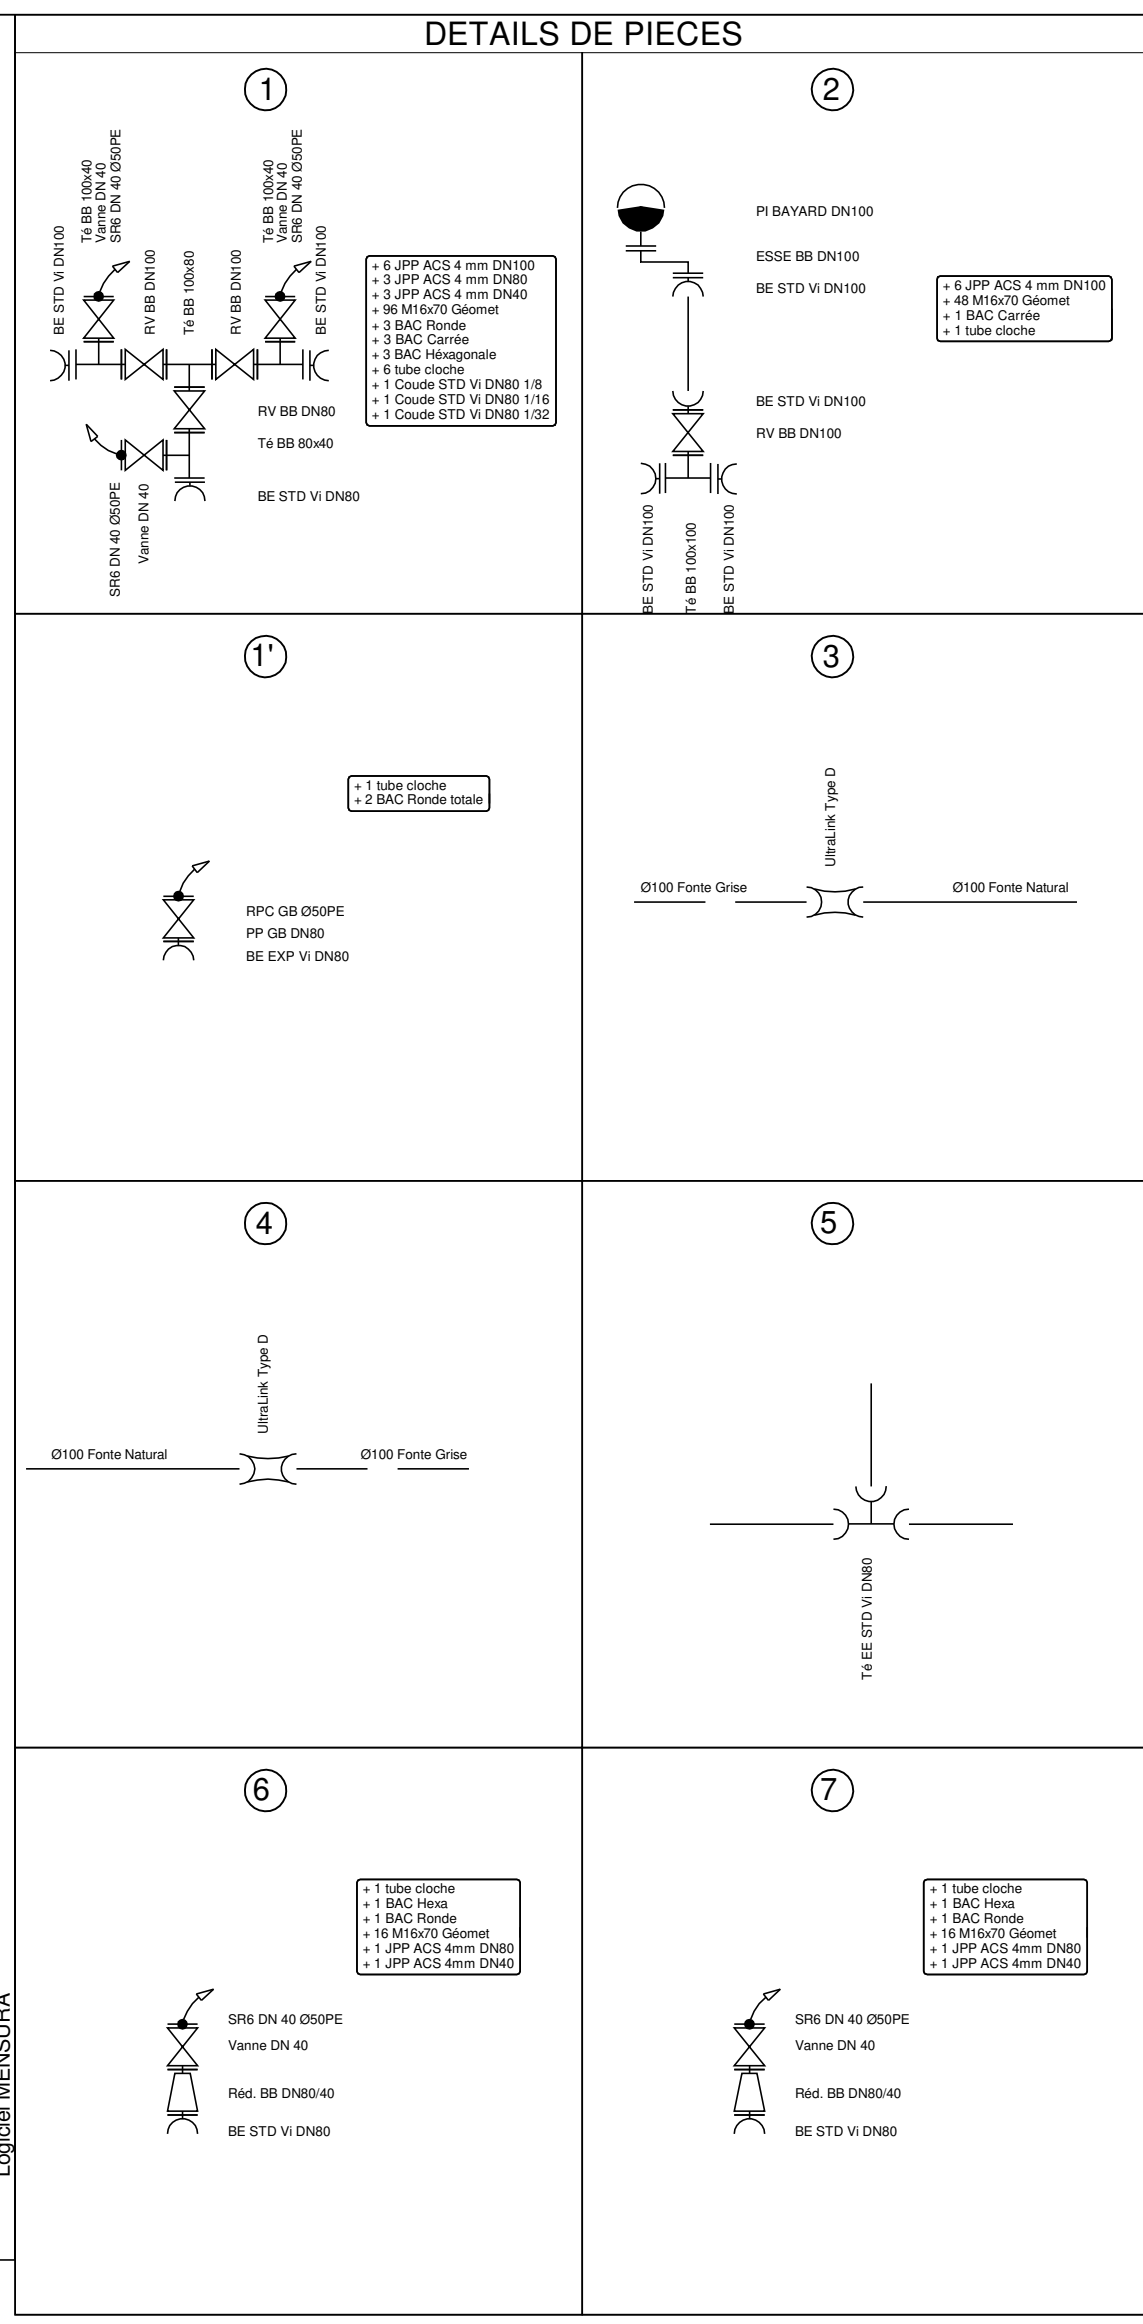 DETAILS DE PIECES
1
BE STD Vi DN100
Té BB 100x40
Vanne DN 40
SR6 DN 40 Ø50PE
RV BB DN100
Té BB 100x80
RV BB DN100
Té BB 100x40
Vanne DN 40
SR6 DN 40 Ø50PE
BE STD Vi DN100
+ 6 JPP ACS 4 mm DN100
+ 3 JPP ACS 4 mm DN80
+ 3 JPP ACS 4 mm DN40
+ 96 M16x70 Géomet
+ 3 BAC Ronde
+ 3 BAC Carrée
+ 3 BAC Héxagonale
+ 6 tube cloche
+ 1 Coude STD Vi DN80 1/8
+ 1 Coude STD Vi DN80 1/16
+ 1 Coude STD Vi DN80 1/32
RV BB DN80
Té BB 80x40
BE STD Vi DN80
SR6 DN 40 Ø50PE
Vanne DN 40
2
PI BAYARD DN100
ESSE BB DN100
BE STD Vi DN100
+ 6 JPP ACS 4 mm DN100
+ 48 M16x70 Géomet
+ 1 BAC Carrée
+ 1 tube cloche
BE STD Vi DN100
RV BB DN100
BE STD Vi DN100
Té BB 100x100
BE STD Vi DN100
1'
+ 1 tube cloche
+ 2 BAC Ronde totale
RPC GB Ø50PE
PP GB DN80
BE EXP Vi DN80
3
UltraLink Type D
Ø100 Fonte Grise
Ø100 Fonte Natural
4
UltraLink Type D
Ø100 Fonte Natural
Ø100 Fonte Grise
5
Té EE STD Vi DN80
6
+ 1 tube cloche
+ 1 BAC Hexa
+ 1 BAC Ronde
+ 16 M16x70 Géomet
+ 1 JPP ACS 4mm DN80
+ 1 JPP ACS 4mm DN40
SR6 DN 40 Ø50PE
Vanne DN 40
Réd. BB DN80/40
BE STD Vi DN80
7
+ 1 tube cloche
+ 1 BAC Hexa
+ 1 BAC Ronde
+ 16 M16x70 Géomet
+ 1 JPP ACS 4mm DN80
+ 1 JPP ACS 4mm DN40
SR6 DN 40 Ø50PE
Vanne DN 40
Réd. BB DN80/40
BE STD Vi DN80
Logiciel MENSURA